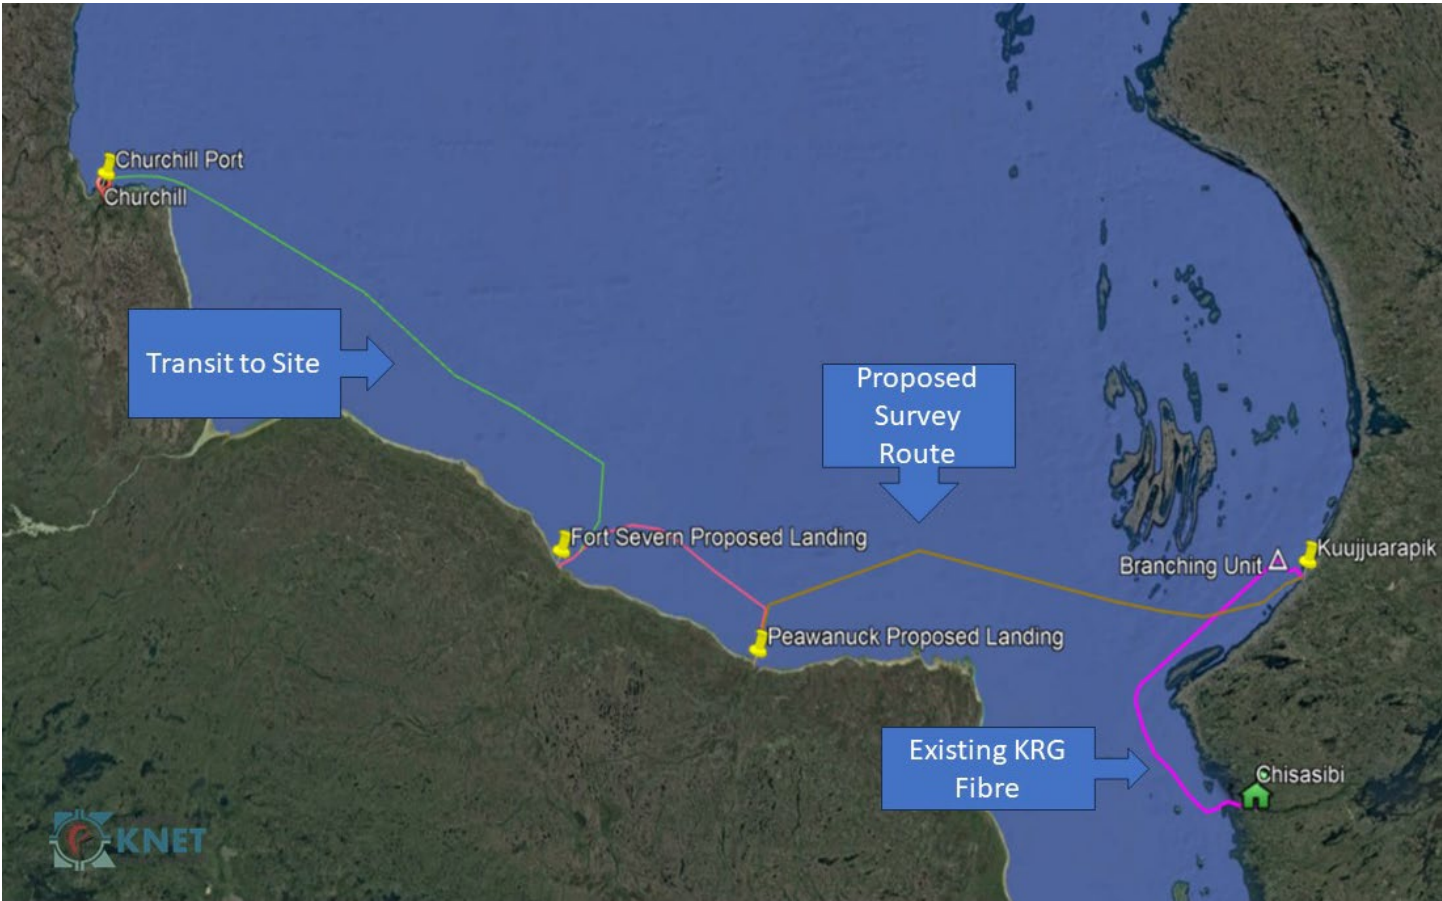 Churchill Port
Churchill
Transit to Site
Proposed
Survey
Route
Fort Severn Proposed Landing
Kuujjuarapik
Branching Unit
Peawanuck Proposed Landing
Existing KRG
Fibre
Chisasibi
KNET